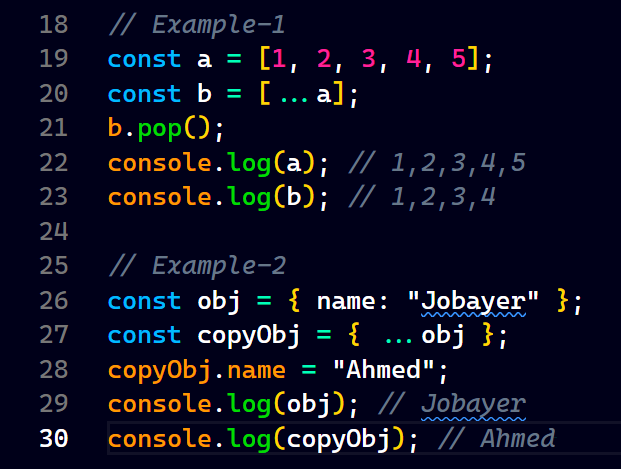 18 // Example-1
19 const a = [1, 2, 3, 4, 5];
20 const b = [ ...a];
21 b.pop();
22 console.log(a); // 1,2,3,4,5
23 console.log(b); // 1,2,3,4
24
25 // Example-2
26 const obj = { name: "Jobayer" };
27 const copyObj = { ...obj };
28 copyObj.name = "Ahmed";
29 console.log(obj); // Jobayer
30 console.log(copyObj); // Ahmed